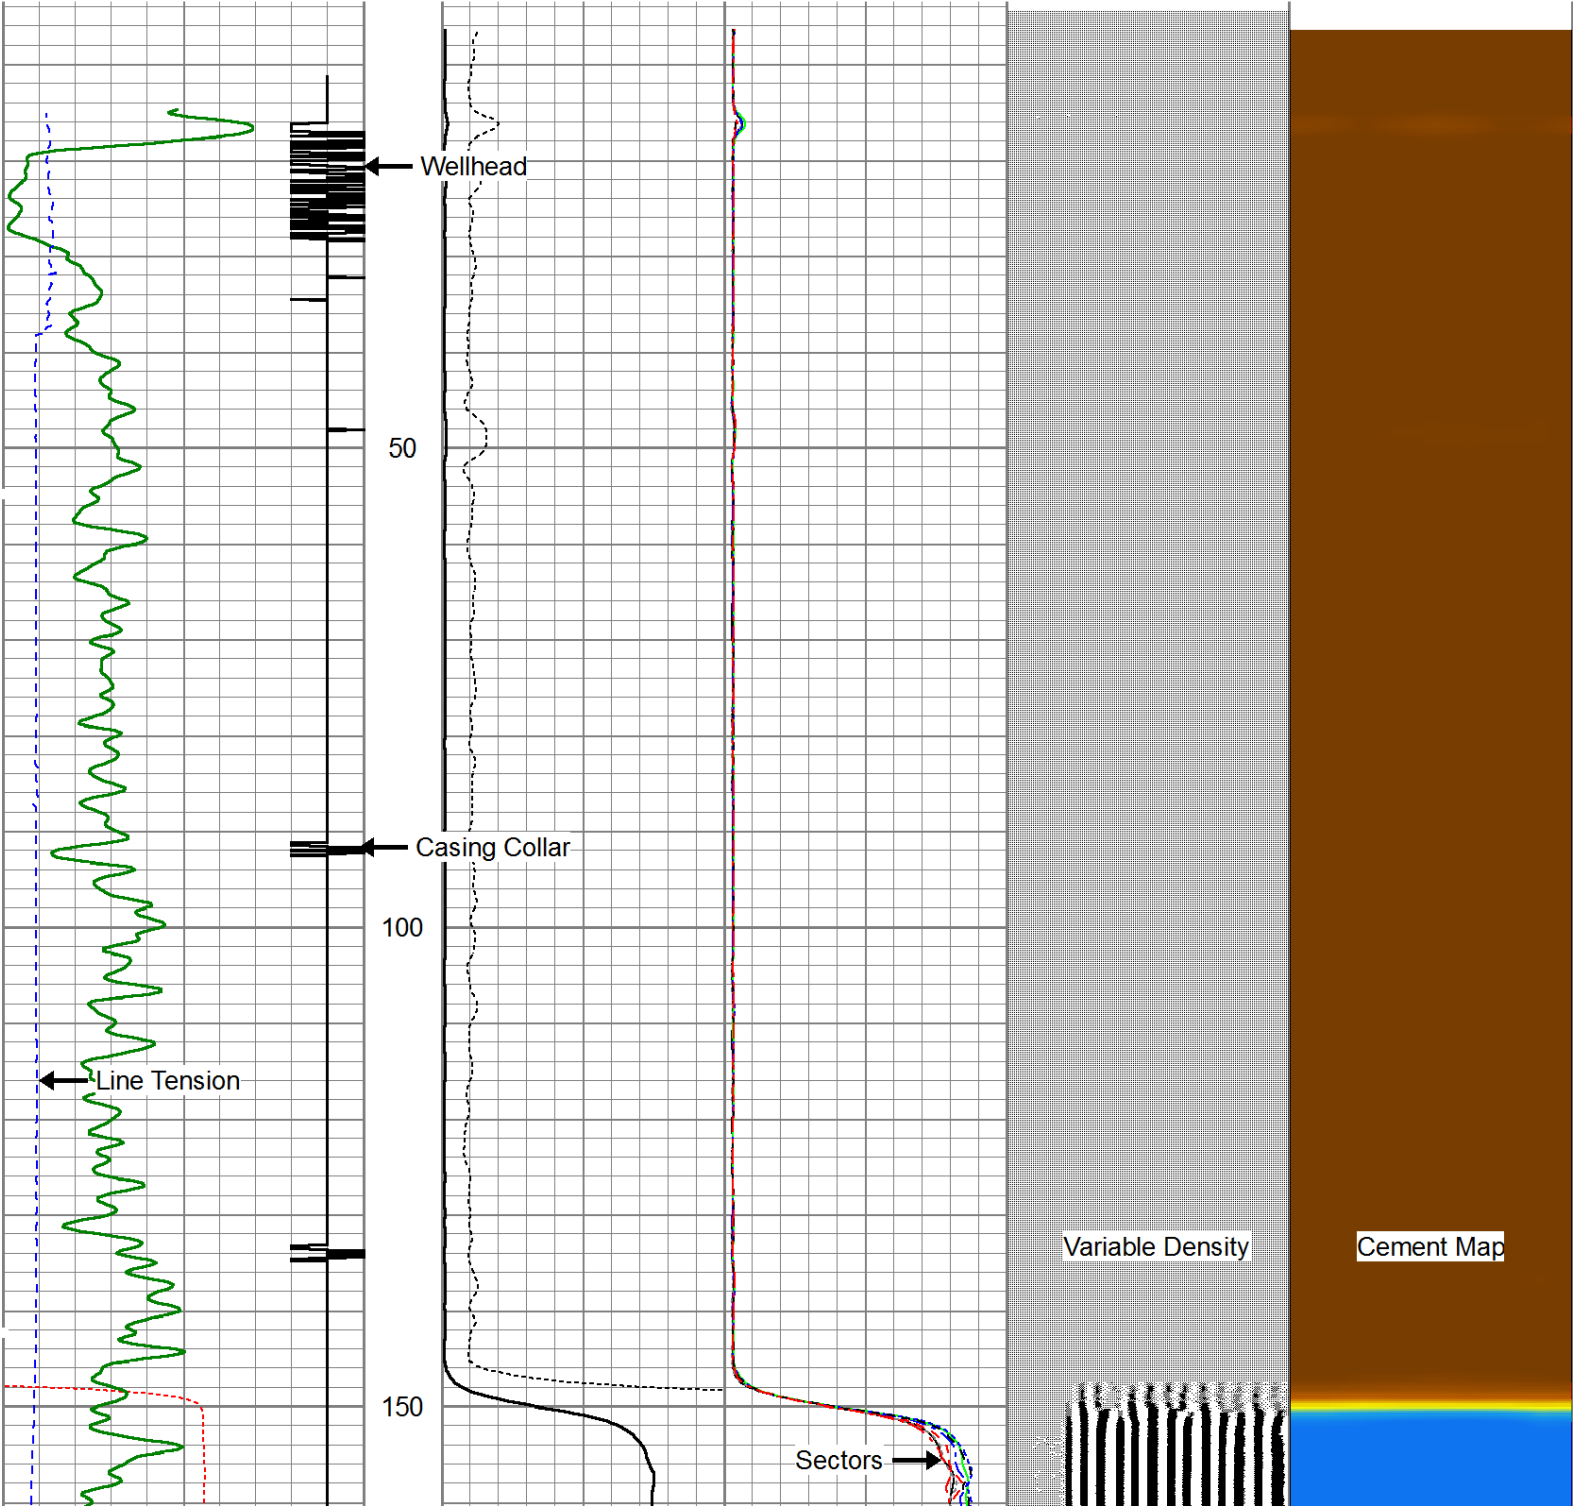 Wellhead
50
Casing Collar
100
Line Tension
Variable Density
Cement Map
150
Sectors